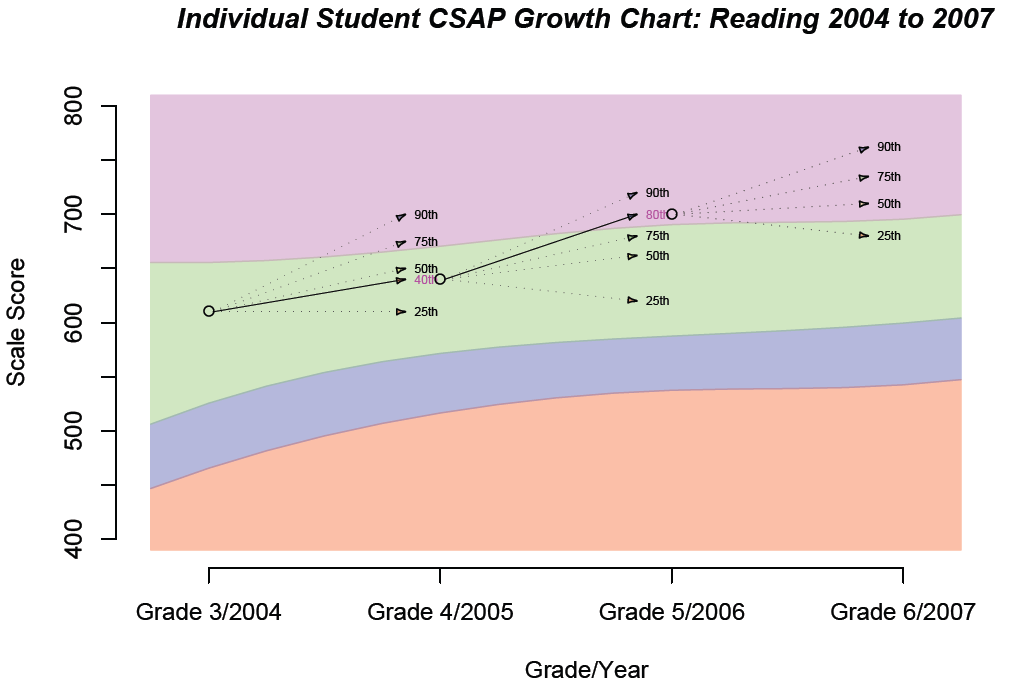 Individual Student CSAP Growth Chart: Reading 2004 to 2007
Scale Score
800
700
600
500
400
90th
75th
50th
40th
25th
90th
80th
75th
50th
25th
90th
75th
50th
25th
Grade 3/2004
Grade 4/2005
Grade 5/2006
Grade 6/2007
Grade/Year